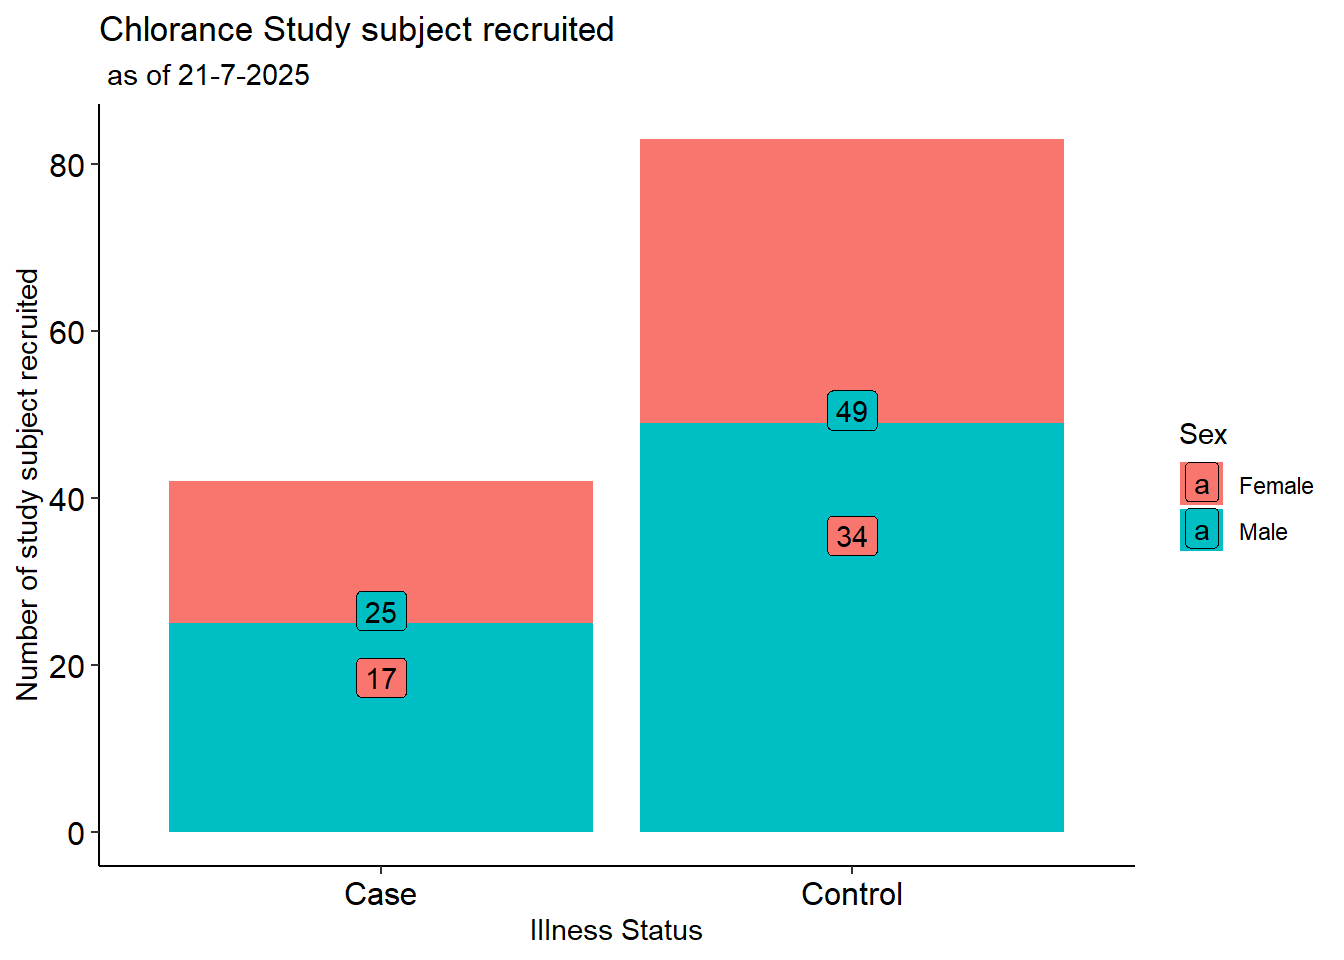 Chlorance Study subject recruited
as of 21-7-2025
Number of study subject recruited
80
60
40
20
0
25
17
49
34
Case
Control
Illness Status
Sex
a Female
a Male